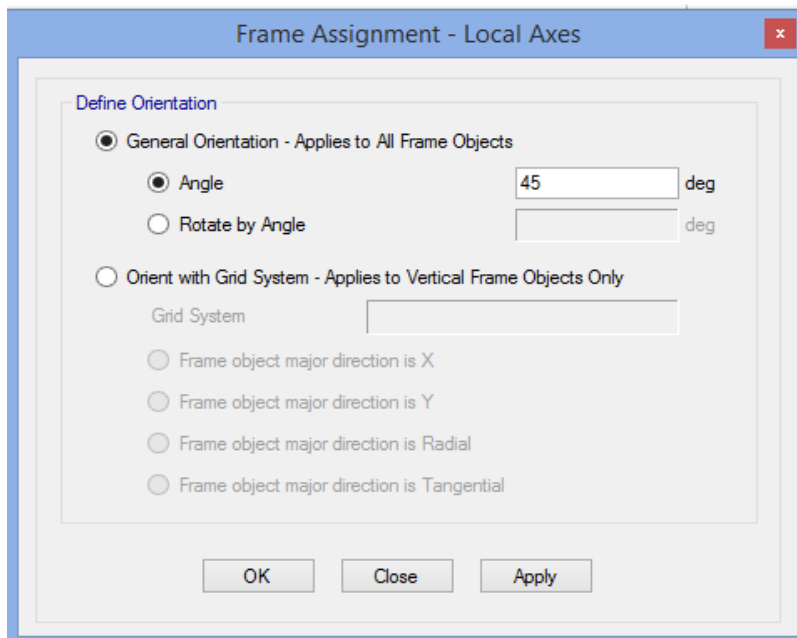 Frame Assignment - Local Axes
x
Define Orientation
General Orientation - Applies to All Frame Objects
Angle 45 deg
Rotate by Angle deg
Orient with Grid System - Applies to Vertical Frame Objects Only
Grid System
Frame object major direction is X
Frame object major direction is Y
Frame object major direction is Radial
Frame object major direction is Tangential
OK Close Apply